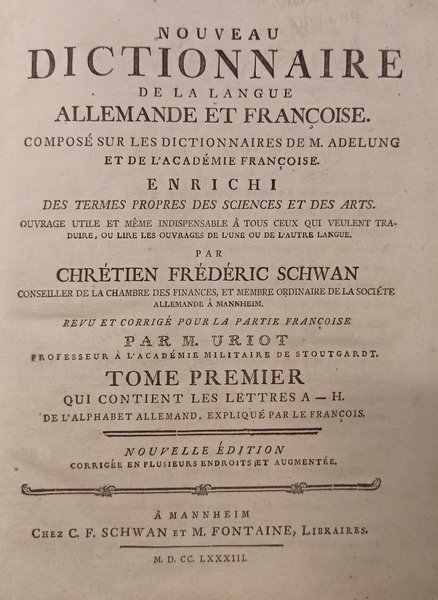 NOUVEAU
DICTIONNAIRE
DE LA LANGUE
ALLEMANDE ET FRANÇOISE.
COMPOSÉ SUR LES DICTIONNAIRES DE M. ADELUNG
ET DE L'ACADÉMIE FRANÇOISE.
ENRICHI
DES TERMES PROPRES DES SCIENCES ET DES ARTS.
OUVRAGE UTILE ET MÊME INDISPENSABLE À TOUS CEUX QUI VEULENT TRA-
DUIRE, OU LIRE LES OUVRAGES DE L'UNE OU DE L'AUTRE LANGUE.
PAR
CHRÉTIEN FRÉDÉRIC SCHWAN
CONSEILLER DE LA CHAMBRE DES FINANCES, ET MEMBRE ORDINAIRE DE LA SOCIÉTE
ALLEMANDE À MANNHEIM.
REVU ET CORRIGÉ POUR LA PARTIE FRANÇOISE
PAR M. URIOT
PROFESSEUR À L'ACADÉMIE MILITAIRE DE STOUTGARDT.
TOME PREMIER
QUI CONTIENT LES LETTRES A — H.
DE L'ALPHABET ALLEMAND, EXPLIQUÉ PAR LE FRANÇOIS.
NOUVELLE ÉDITION
CORRIGÉE EN PLUSIEURS ENDROITS ET AUGMENTÉE.
À MANNHEIM
CHEZ C. F. SCHWAN ET M. FONTAINE, LIBRAIRES.
M. D. CC. LXXXIII.